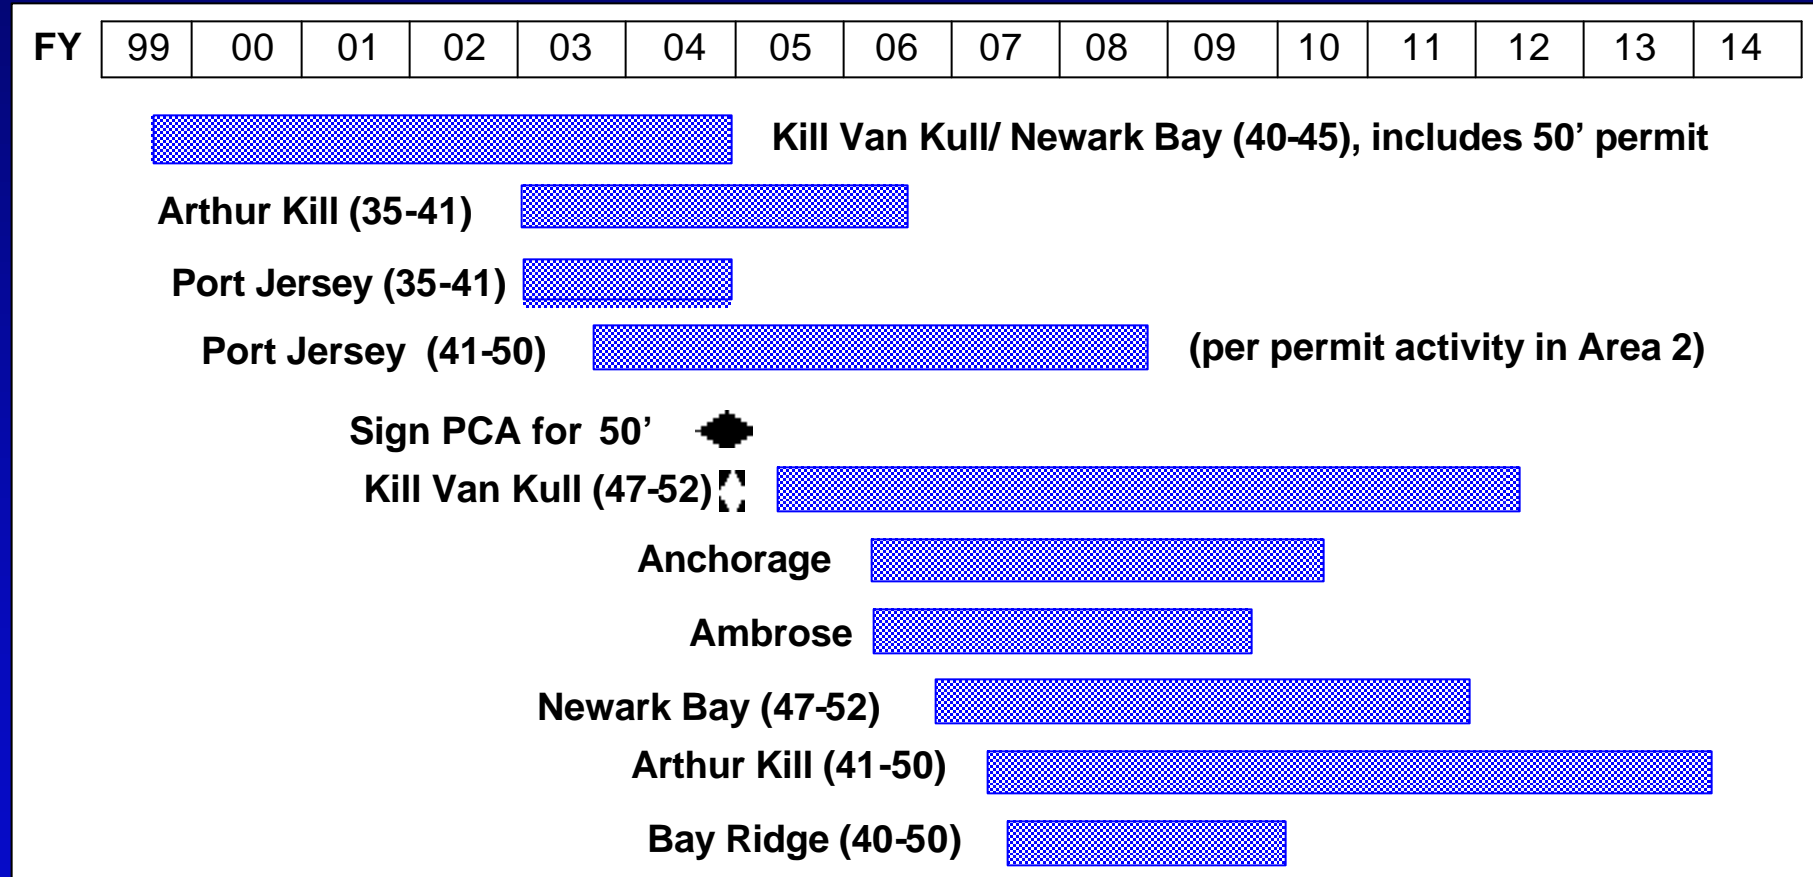 FY 99 00 01 02 03 04 05 06 07 08 09 10 11 12 13 14
Kill Van Kull/ Newark Bay (40-45), includes 50’ permit
Arthur Kill (35-41)
Port Jersey (35-41)
Port Jersey (41-50) (per permit activity in Area 2)
Sign PCA for 50’
Kill Van Kull (47-52)
Anchorage
Ambrose
Newark Bay (47-52)
Arthur Kill (41-50)
Bay Ridge (40-50)